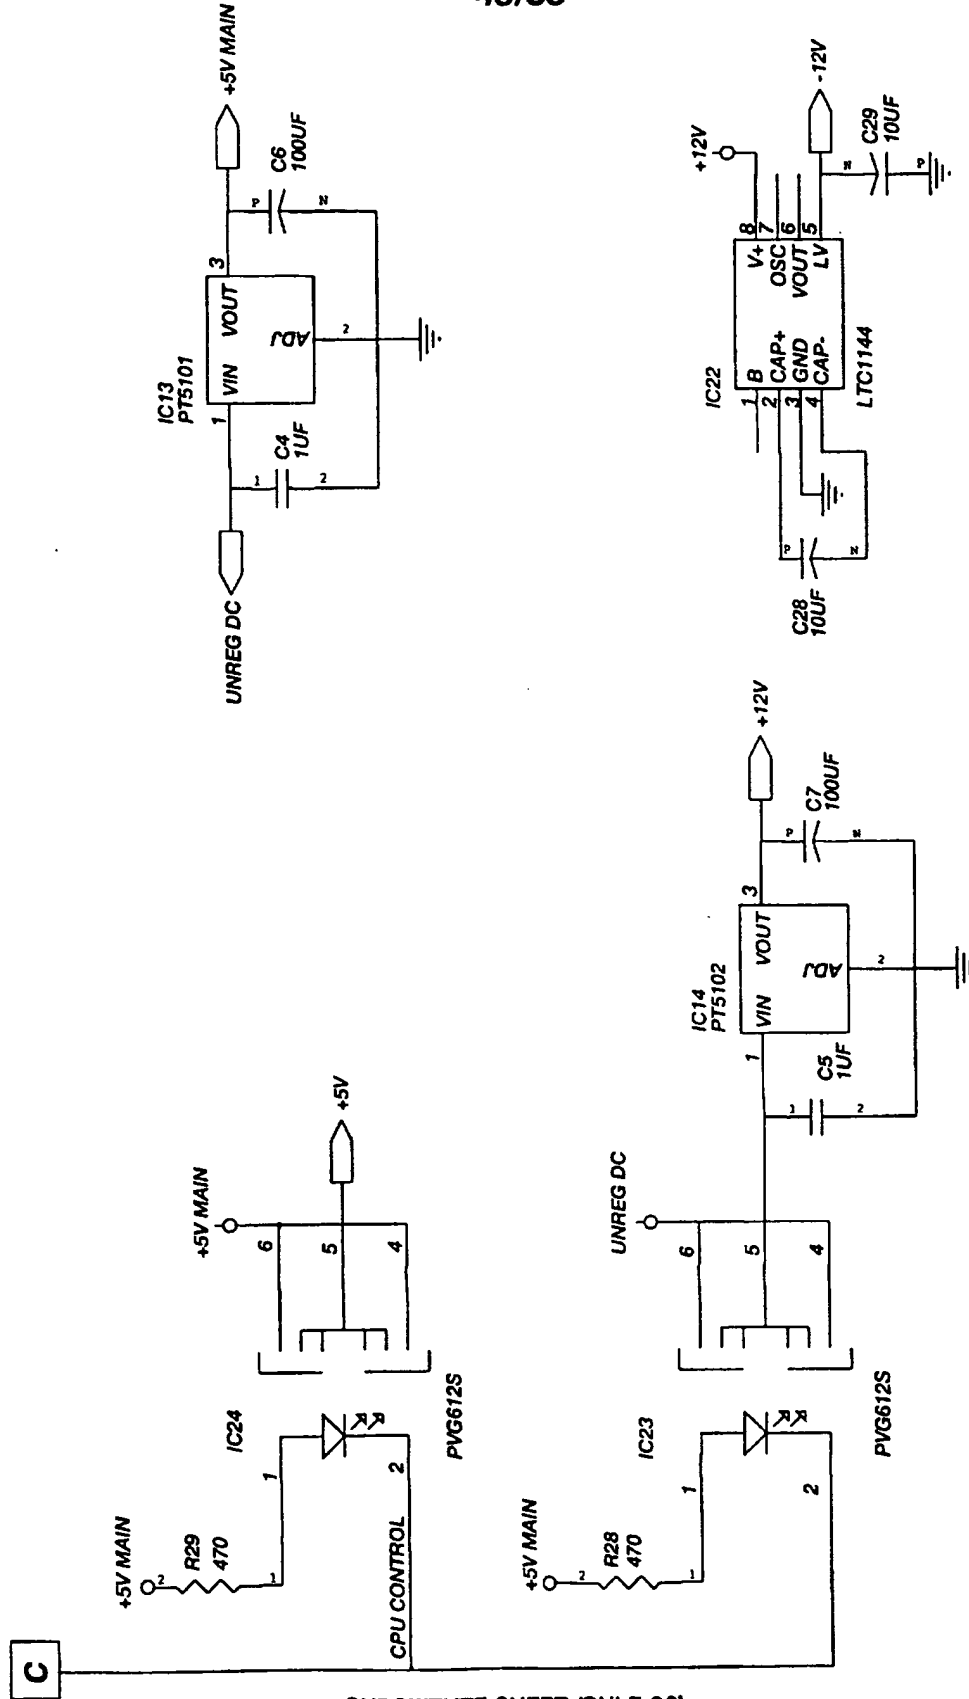 C
+5V MAIN
2
R29
470
1
CPU CONTROL
IC24
1
2
PVG612S
+5V MAIN
6
5
4
+5V
+5V MAIN
2
R28
470
1
IC23
1
2
PVG612S
UNREG DC
6
5
4
IC14
PT5102
1
VIN
VOUT
3
ADJ
2
1
C5
1UF
2
P
C7
100UF
N
+12V
UNREG DC
IC13
PT5101
1
VIN
VOUT
3
ADJ
2
1
C4
1UF
2
P
C6
100UF
N
+5V MAIN
IC22
1
B
2
CAP+
3
GND
4
CAP-
V+
8
OSC
7
VOUT
6
LV
5
LTC1144
P
C28
10UF
N
+12V
-12V
N
C29
10UF
P